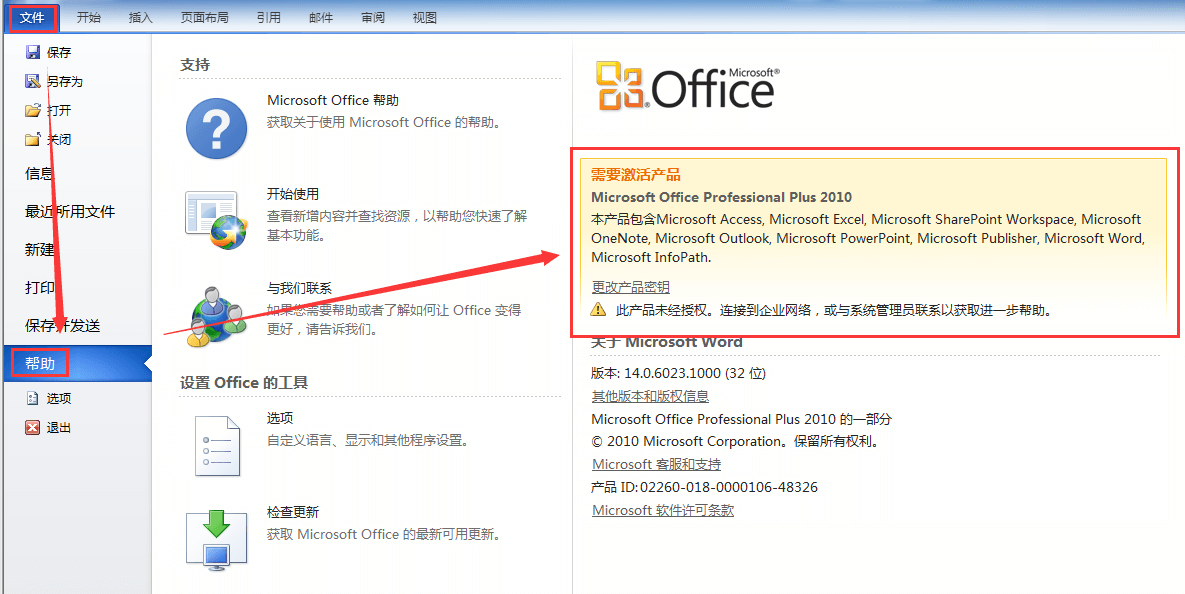 文件 开始 插入 页面布局 引用 邮件 审阅 视图
保存
另存为
打开
关闭
信息
最近所用文件
新建
打印
保存并发送
帮助
选项
退出
支持
Microsoft Office 帮助
获取关于使用 Microsoft Office 的帮助。
开始使用
查看新增内容并查找资源，以帮助您快速了解
基本功能。
与我们联系
如果您需要帮助或者了解如何让 Office 变得
更好，请告诉我们。
设置 Office 的工具
选项
自定义语言、显示和其他程序设置。
检查更新
获取 Microsoft Office 的最新可用更新。
Microsoft®
Office
需要激活产品
Microsoft Office Professional Plus 2010
本产品包含Microsoft Access, Microsoft Excel, Microsoft SharePoint Workspace, Microsoft
OneNote, Microsoft Outlook, Microsoft PowerPoint, Microsoft Publisher, Microsoft Word,
Microsoft InfoPath.
更改产品密钥
此产品未经授权。连接到企业网络，或与系统管理员联系以获取进一步帮助。
关于 Microsoft Word
版本: 14.0.6023.1000 (32 位)
其他版本和版权信息
Microsoft Office Professional Plus 2010 的一部分
© 2010 Microsoft Corporation。保留所有权利。
Microsoft 客服和支持
产品 ID:02260-018-0000106-48326
Microsoft 软件许可条款